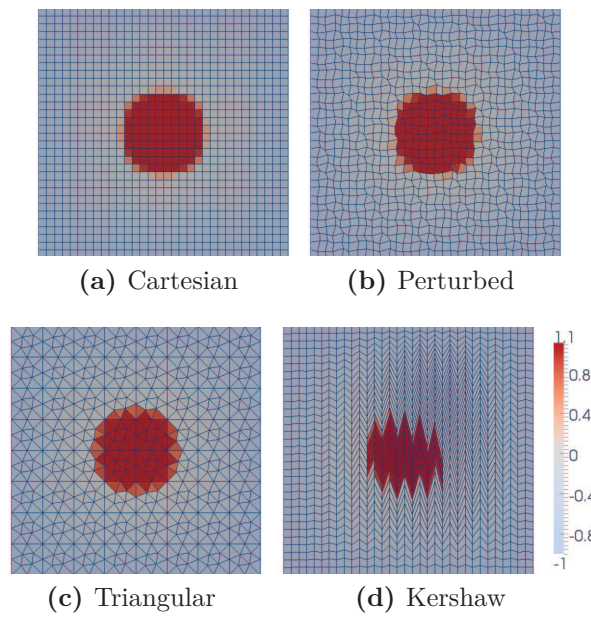 (a) Cartesian
(b) Perturbed
1.1
0.8
0.4
0
-0.4
-0.8
-1
(c) Triangular
(d) Kershaw